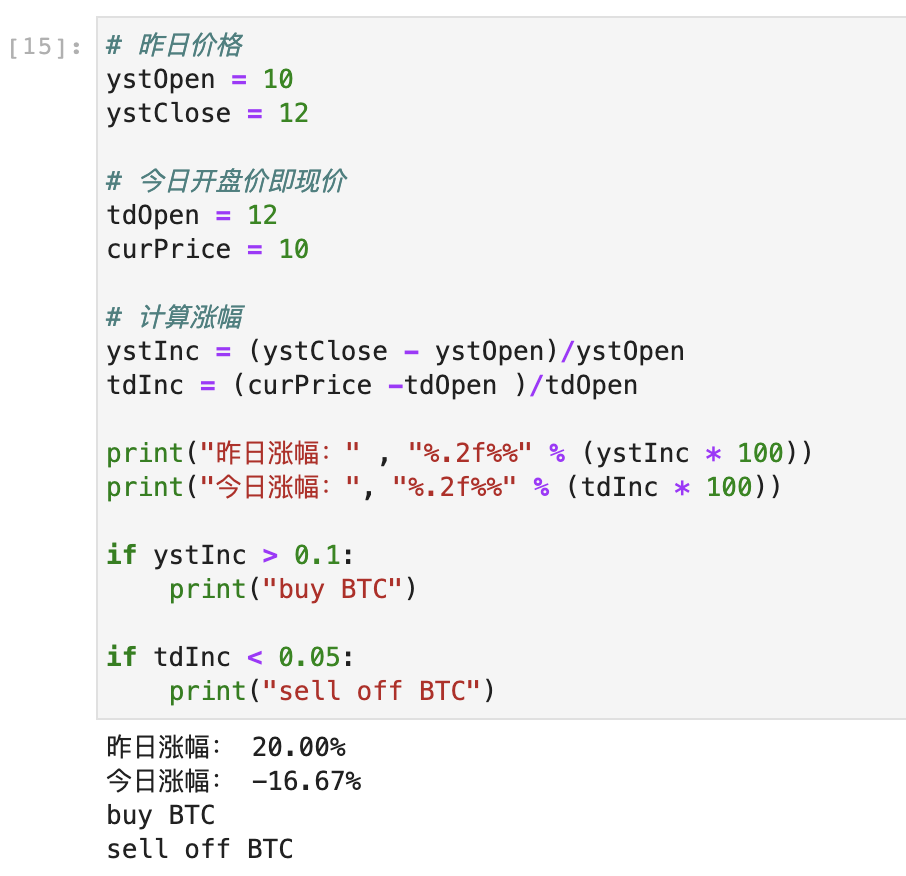 [15]:
# 昨日价格
ystOpen = 10
ystClose = 12
# 今日开盘价即现价
tdOpen = 12
curPrice = 10
# 计算涨幅
ystInc = (ystClose - ystOpen)/ystOpen
tdInc = (curPrice -tdOpen )/tdOpen
print("昨日涨幅：" , "%.2f%%" % (ystInc * 100))
print("今日涨幅：", "%.2f%%" % (tdInc * 100))
if ystInc > 0.1:
    print("buy BTC")
if tdInc < 0.05:
    print("sell off BTC")
昨日涨幅： 20.00%
今日涨幅： -16.67%
buy BTC
sell off BTC